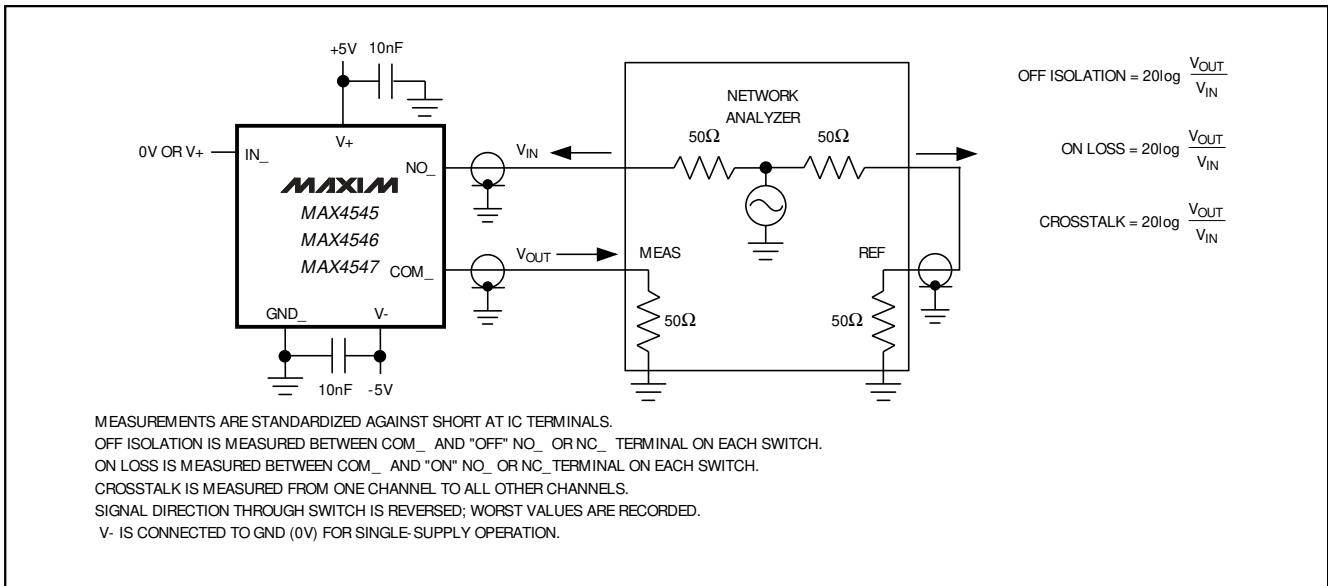 +5V
10nF
V+
0V OR V+
IN_
NO_
MAXIM
MAX4545
MAX4546
MAX4547
COM_
GND_
V-
10nF
-5V
VIN
VOUT
NETWORK
ANALYZER
50Ω
50Ω
MEAS
REF
50Ω
50Ω
OFF ISOLATION = 20log VOUT/VIN
ON LOSS = 20log VOUT/VIN
CROSSTALK = 20log VOUT/VIN
MEASUREMENTS ARE STANDARDIZED AGAINST SHORT AT IC TERMINALS.
OFF ISOLATION IS MEASURED BETWEEN COM_ AND "OFF" NO_ OR NC_ TERMINAL ON EACH SWITCH.
ON LOSS IS MEASURED BETWEEN COM_ AND "ON" NO_ OR NC_TERMINAL ON EACH SWITCH.
CROSSTALK IS MEASURED FROM ONE CHANNEL TO ALL OTHER CHANNELS.
SIGNAL DIRECTION THROUGH SWITCH IS REVERSED; WORST VALUES ARE RECORDED.
V- IS CONNECTED TO GND (0V) FOR SINGLE-SUPPLY OPERATION.